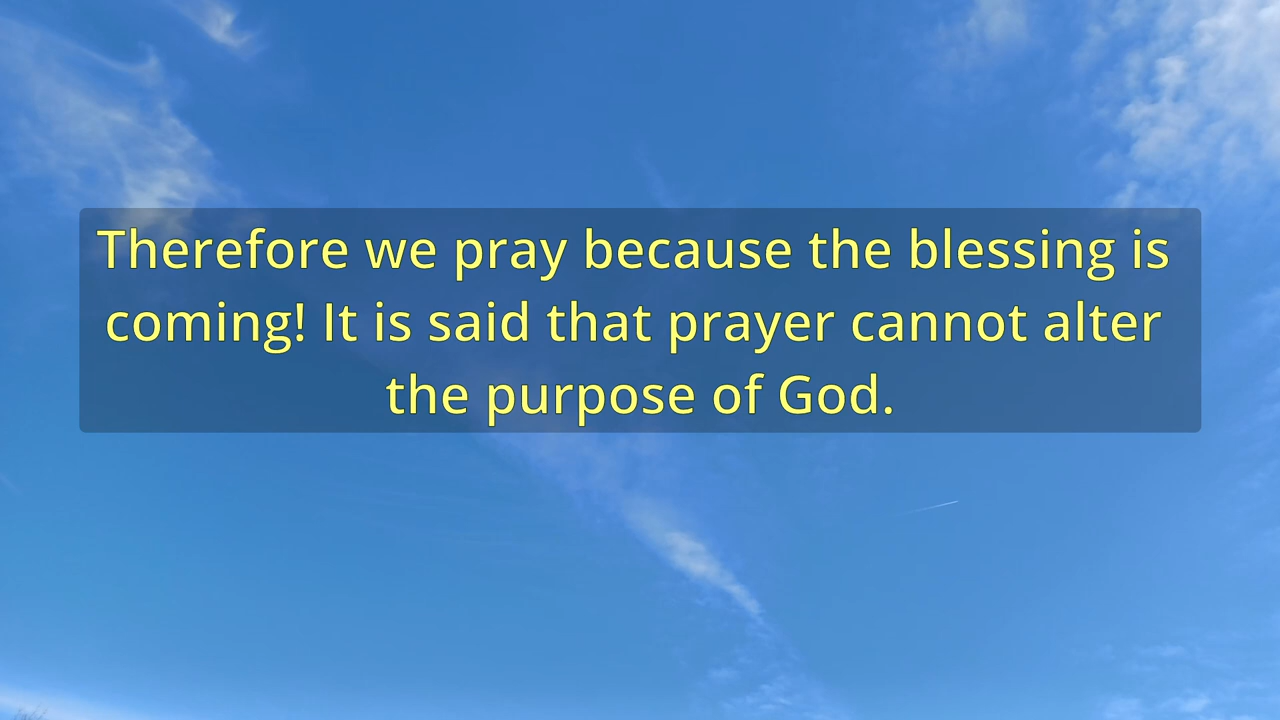 Therefore we pray because the blessing is
coming! It is said that prayer cannot alter
the purpose of God.